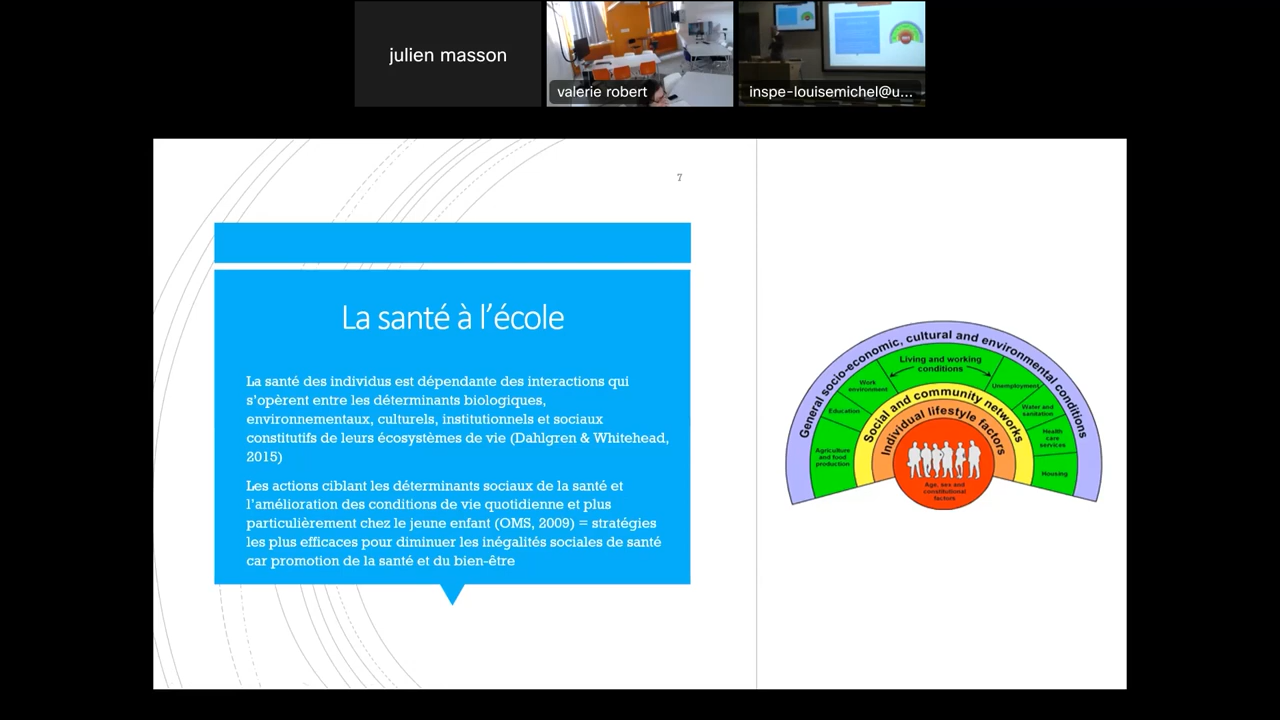 julien masson
valerie robert
inspe-louisemichel@u...
7
La santé à l'école
La santé des individus est dépendante des interactions qui
s'opèrent entre les déterminants biologiques,
environnementaux, culturels, institutionnels et sociaux
constitutifs de leurs écosystèmes de vie (Dahlgren & Whitehead,
2015)
Les actions ciblant les déterminants sociaux de la santé et
l'amélioration des conditions de vie quotidienne et plus
particulièrement chez le jeune enfant (OMS, 2009) = stratégies
les plus efficaces pour diminuer les inégalités sociales de santé
car promotion de la santé et du bien-être
General socio-economic, cultural and environmental conditions
Living and working
conditions
Work
environment
Unemployment
Education
Water and
sanitation
Health
care
services
Agriculture
and food
production
Housing
Social and community networks
Individual lifestyle factors
Age, sex and
constitutional
factors